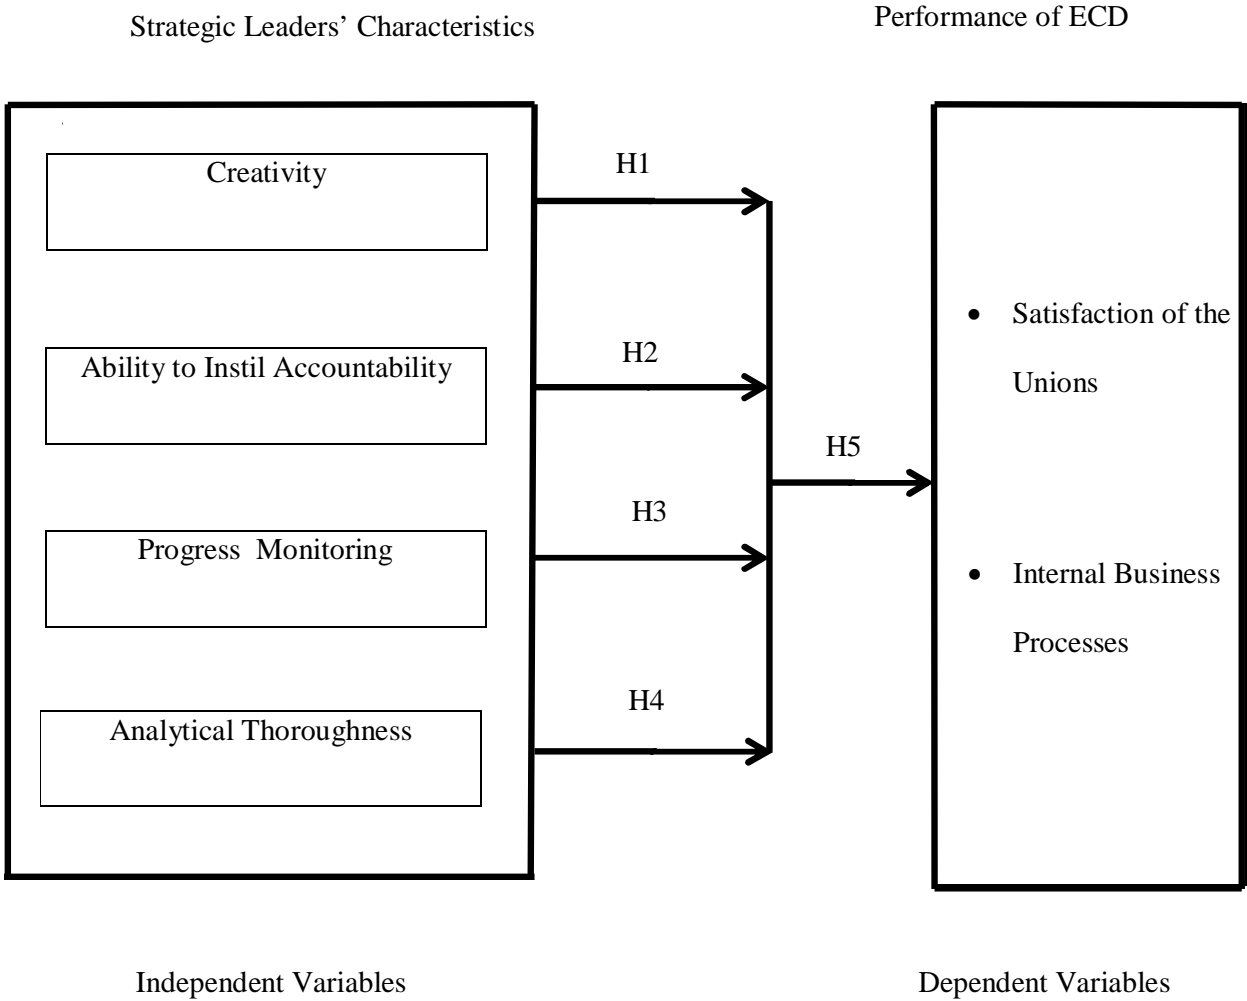 Strategic Leaders’ Characteristics
Performance of ECD
Creativity
Ability to Instil Accountability
Progress Monitoring
Analytical Thoroughness
H1
H2
H3
H4
H5
• Satisfaction of the
Unions
• Internal Business
Processes
Independent Variables
Dependent Variables